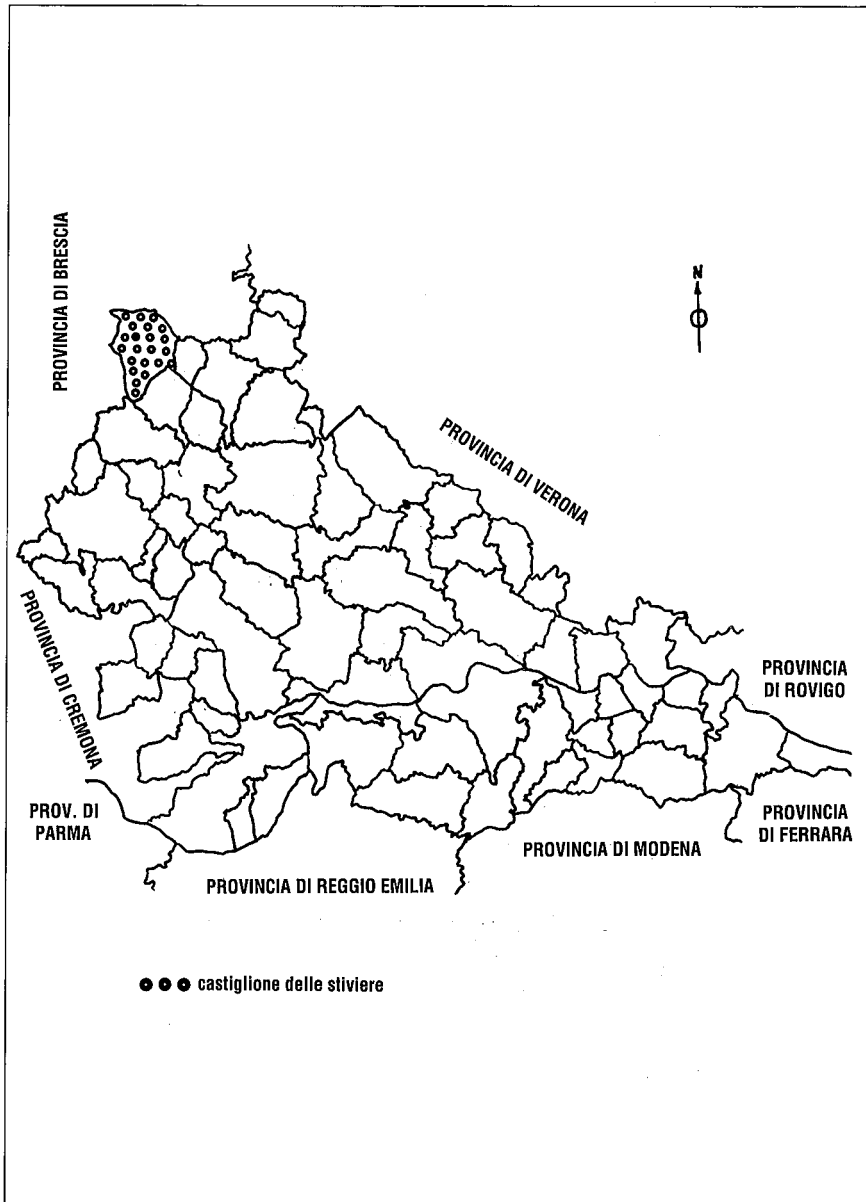 PROVINCIA DI BRESCIA
N
PROVINCIA DI VERONA
PROVINCIA DI CREMONA
PROVINCIA
DI ROVIGO
PROV. DI
PARMA
PROVINCIA
DI FERRARA
PROVINCIA DI MODENA
PROVINCIA DI REGGIO EMILIA
castiglione delle stiviere